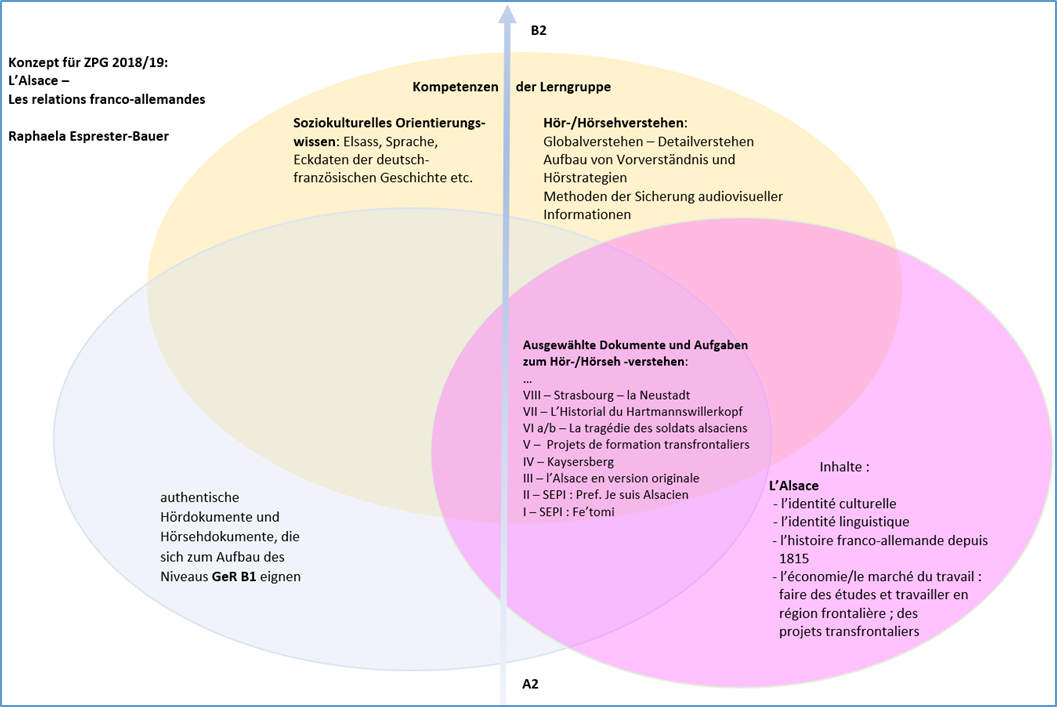 B2
Konzept für ZPG 2018/19:
L’Alsace –
Les relations franco-allemandes
Raphaela Esprester-Bauer
Kompetenzen der Lerngruppe
Soziokulturelles Orientierungs-
wissen: Elsass, Sprache,
Eckdaten der deutsch-
französischen Geschichte etc.
Hör-/Hörsehverstehen:
Globalverstehen – Detailverstehen
Aufbau von Vorverständnis und
Hörstrategien
Methoden der Sicherung audiovisueller
Informationen
Ausgewählte Dokumente und Aufgaben
zum Hör-/Hörseh -verstehen:
...
VIII – Strasbourg – la Neustadt
VII – L’Historial du Hartmannswillerkopf
VI a/b – La tragédie des soldats alsaciens
V – Projets de formation transfrontaliers
IV – Kaysersberg
III – l’Alsace en version originale
II – SEPI : Pref. Je suis Alsacien
I – SEPI : Fe’tomi
authentische
Hördokumente und
Hörsehdokumente, die
sich zum Aufbau des
Niveaus GeR B1 eignen
Inhalte :
L’Alsace
- l’identité culturelle
- l’identité linguistique
- l’histoire franco-allemande depuis
1815
- l’économie/le marché du travail :
faire des études et travailler en
région frontalière ; des
projets transfrontaliers
A2